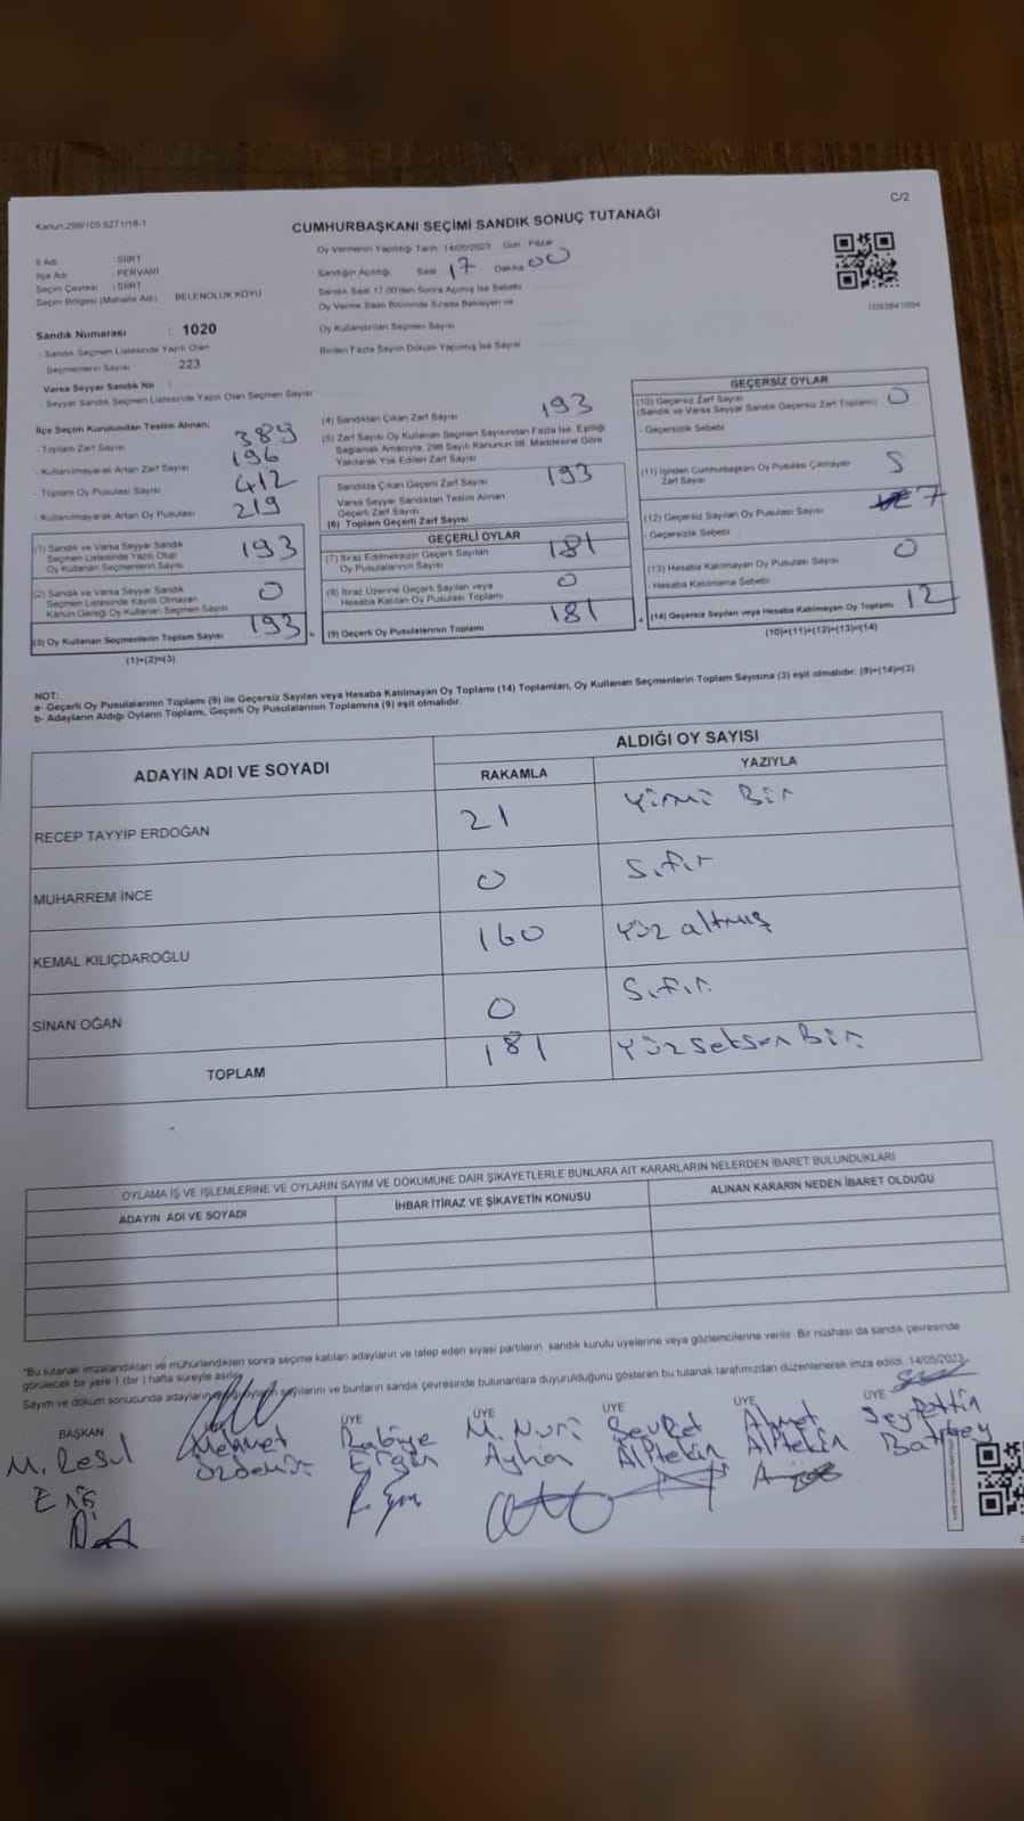 C/2
Kanun:298/105 5271/18-1
CUMHURBAŞKANI SEÇİMİ SANDIK SONUÇ TUTANAĞI
Oy Vermenin Yapıldığı Tarih 14/05/2023 Gün Pazar
İl Adı : SİİRT
İlçe Adı : PERVARİ
Seçim Çevresi : SİİRT
Seçim Bölgesi (Mahalle Adı) BELENOLUK KÖYÜ
Sandığın Açıldığı Saat 17 Dakika 00
Sandık Saat 17.00'den Sonra Açılmış İse Sebebi
Oy Verme Saati Bitiminde Sırada Bekleyen ve
Oy Kullandırılan Seçmen Sayısı
Birden Fazla Sayım Döküm Yapılmış İse Sayısı
Sandık Numarası : 1020
Sandık Seçmen Listesinde Yazılı Olan
Seçmenlerin Sayısı 223
Varsa Seyyar Sandık No :
Seyyar Sandık Seçmen Listesinde Yazılı Olan Seçmen Sayısı
İlçe Seçim Kurulundan Teslim Alınan;
- Toplam Zarf Sayısı 389
- Kullanılmayarak Artan Zarf Sayısı 196
- Toplam Oy Pusulası Sayısı 412
- Kullanılmayarak Artan Oy Pusulası 219
(1) Sandık ve Varsa Seyyar Sandık
Seçmen Listesinde Yazılı Olup
Oy Kullanan Seçmenlerin Sayısı 193
(2) Sandık ve Varsa Seyyar Sandık
Seçmen Listesinde Kayıtlı Olmayan
Kanun Gereği Oy Kullanan Seçmen Sayısı 0
(3) Oy Kullanan Seçmenlerin Toplam Sayısı 193
(1)+(2)=(3)
(4) Sandıktan Çıkan Zarf Sayısı 193
(5) Zarf Sayısı Oy Kullanan Seçmen Sayısından Fazla İse, Eşitliği
Sağlamak Amacıyla, 298 Sayılı Kanunun 98. Maddesine Göre
Yakılarak Yok Edilen Zarf Sayısı
Sandıkta Çıkan Geçerli Zarf Sayısı 193
Varsa Seyyar Sandıktan Teslim Alınan
Geçerli Zarf Sayısı
(6) Toplam Geçerli Zarf Sayısı
GEÇERLİ OYLAR
(7) İtiraz Edilmeksizin Geçerli Sayılan
Oy Pusulalarının Sayısı 181
(8) İtiraz Üzerine Geçerli Sayılan veya
Hesaba Katılan Oy Pusulası Toplamı 0
(9) Geçerli Oy Pusulalarının Toplamı 181
GEÇERSİZ OYLAR
(10) Geçersiz Zarf Sayısı
(Sandık ve Varsa Seyyar Sandık Geçersiz Zarf Toplamı) 0
- Geçersizlik Sebebi
(11) İçinden Cumhurbaşkanı Oy Pusulası Çıkmayan
Zarf Sayısı 5
(12) Geçersiz Sayılan Oy Pusulası Sayısı 7
- Geçersizlik Sebebi
(13) Hesaba Katılmayan Oy Pusulası Sayısı 0
- Hesaba Katılmama Sebebi
(14) Geçersiz Sayılan veya Hesaba Katılmayan Oy Toplamı 12
(10)+(11)+(12)+(13)=(14)
NOT:
a- Geçerli Oy Pusulalarının Toplamı (9) ile Geçersiz Sayılan veya Hesaba Katılmayan Oy Toplamı (14) Toplamları, Oy Kullanan Seçmenlerin Toplam Sayısına (3) eşit olmalıdır. (9)+(14)=(3)
b- Adayların Aldığı Oyların Toplamı, Geçerli Oy Pusulalarının Toplamına (9) eşit olmalıdır.
ADAYIN ADI VE SOYADI
ALDIĞI OY SAYISI
RAKAMLA YAZIYLA
RECEP TAYYİP ERDOĞAN 21 Yirmi Bir
MUHARREM İNCE 0 Sıfır
KEMAL KILIÇDAROĞLU 160 Yüz altmış
SİNAN OĞAN 0 Sıfır
TOPLAM 181 Yüz seksen Bir
OYLAMA İŞ VE İŞLEMLERİNE VE OYLARIN SAYIM VE DÖKÜMÜNE DAİR ŞİKAYETLERLE BUNLARA AİT KARARLARIN NELERDEN İBARET BULUNDUKLARI
ADAYIN ADI VE SOYADI
İHBAR İTİRAZ VE ŞİKAYETİN KONUSU
ALINAN KARARIN NEDEN İBARET OLDUĞU
"Bu tutanak imzalandıktan ve mühürlendikten sonra seçime katılan adayların ve talep eden siyasi partilerin sandık kurulu üyelerine veya gözlemcilerine verilir. Bir nüshası da sandık çevresinde
görülecek bir yere 1 (bir) hafta süreyle asılır.
Sayım ve döküm sonucunda adayların sayılarını ve bunların sandık çevresinde bulunanlara duyurulduğunu gösteren bu tutanak tarafımızdan düzenlenerek imza edildi. 14/05/2023
BAŞKAN
M. Resul
Eriş
Mehmet
Özdemir
ÜYE
Rabiye
Ergün
ÜYE
M. Nuri
Ayhan
ÜYE
Sevket
Alptekin
ÜYE
Ahmet
Alptekin
ÜYE
Seyfettin
Batıbey